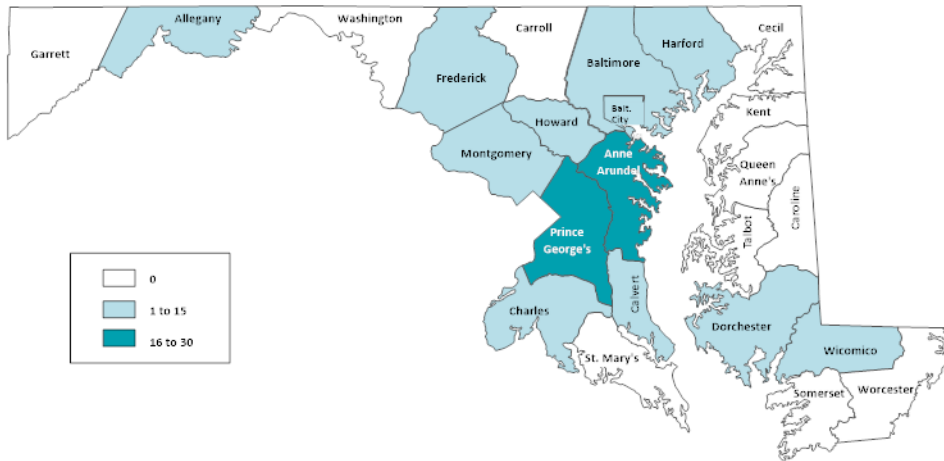 Allegany
Washington
Garrett
Carroll
Frederick
Baltimore
Harford
Cecil
Balt.
City
Kent
Howard
Montgomery
Anne
Arundel
Queen
Anne's
Caroline
Talbot
Prince
George's
Calvert
Charles
Dorchester
Wicomico
St. Mary's
Somerset
Worcester
0
1 to 15
16 to 30